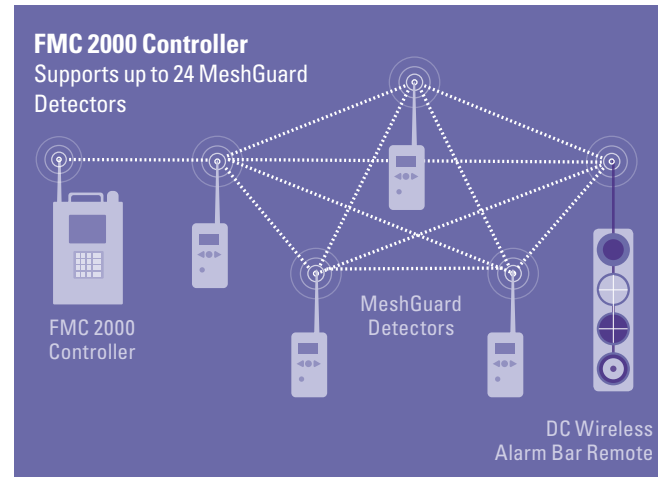 FMC 2000 Controller
Supports up to 24 MeshGuard
Detectors
FMC 2000
Controller
MeshGuard
Detectors
DC Wireless
Alarm Bar Remote